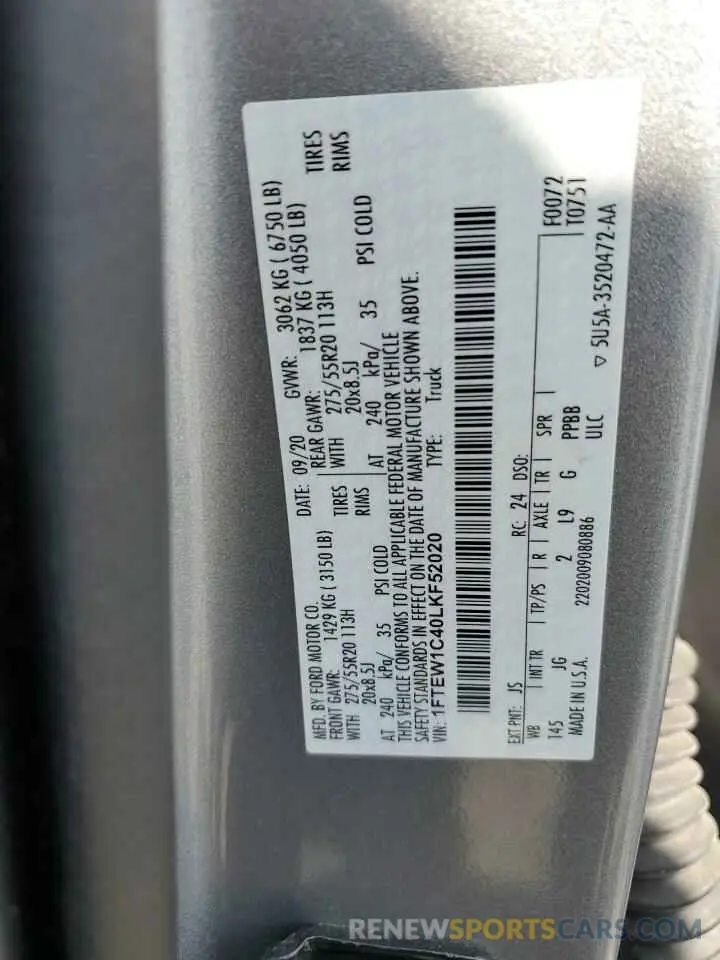 MFD. BY FORD MOTOR CO. DATE: 09/20 GVWR: 3062 KG ( 6750 LB)
FRONT GAWR: 1429 KG ( 3150 LB) REAR GAWR: 1837 KG ( 4050 LB)
WITH 275/55R20 113H TIRES WITH 275/55R20 113H TIRES
20x8.5J RIMS 20x8.5J RIMS
AT 240 kPa/ 35 PSI COLD AT 240 kPa/ 35 PSI COLD
THIS VEHICLE CONFORMS TO ALL APPLICABLE FEDERAL MOTOR VEHICLE
SAFETY STANDARDS IN EFFECT ON THE DATE OF MANUFACTURE SHOWN ABOVE.
VIN: 1FTEW1C40LKF52020 TYPE: Truck
EXT PNT: JS RC: 24 DSO: F0072
WB INT TR TP/PS R AXLE TR SPR T0751
145 JG 2 L9 G PPBB
MADE IN U.S.A. 2202009080886 ULC ▽ 5U5A-3520472-AA
RENEWSPORTSCARS.COM